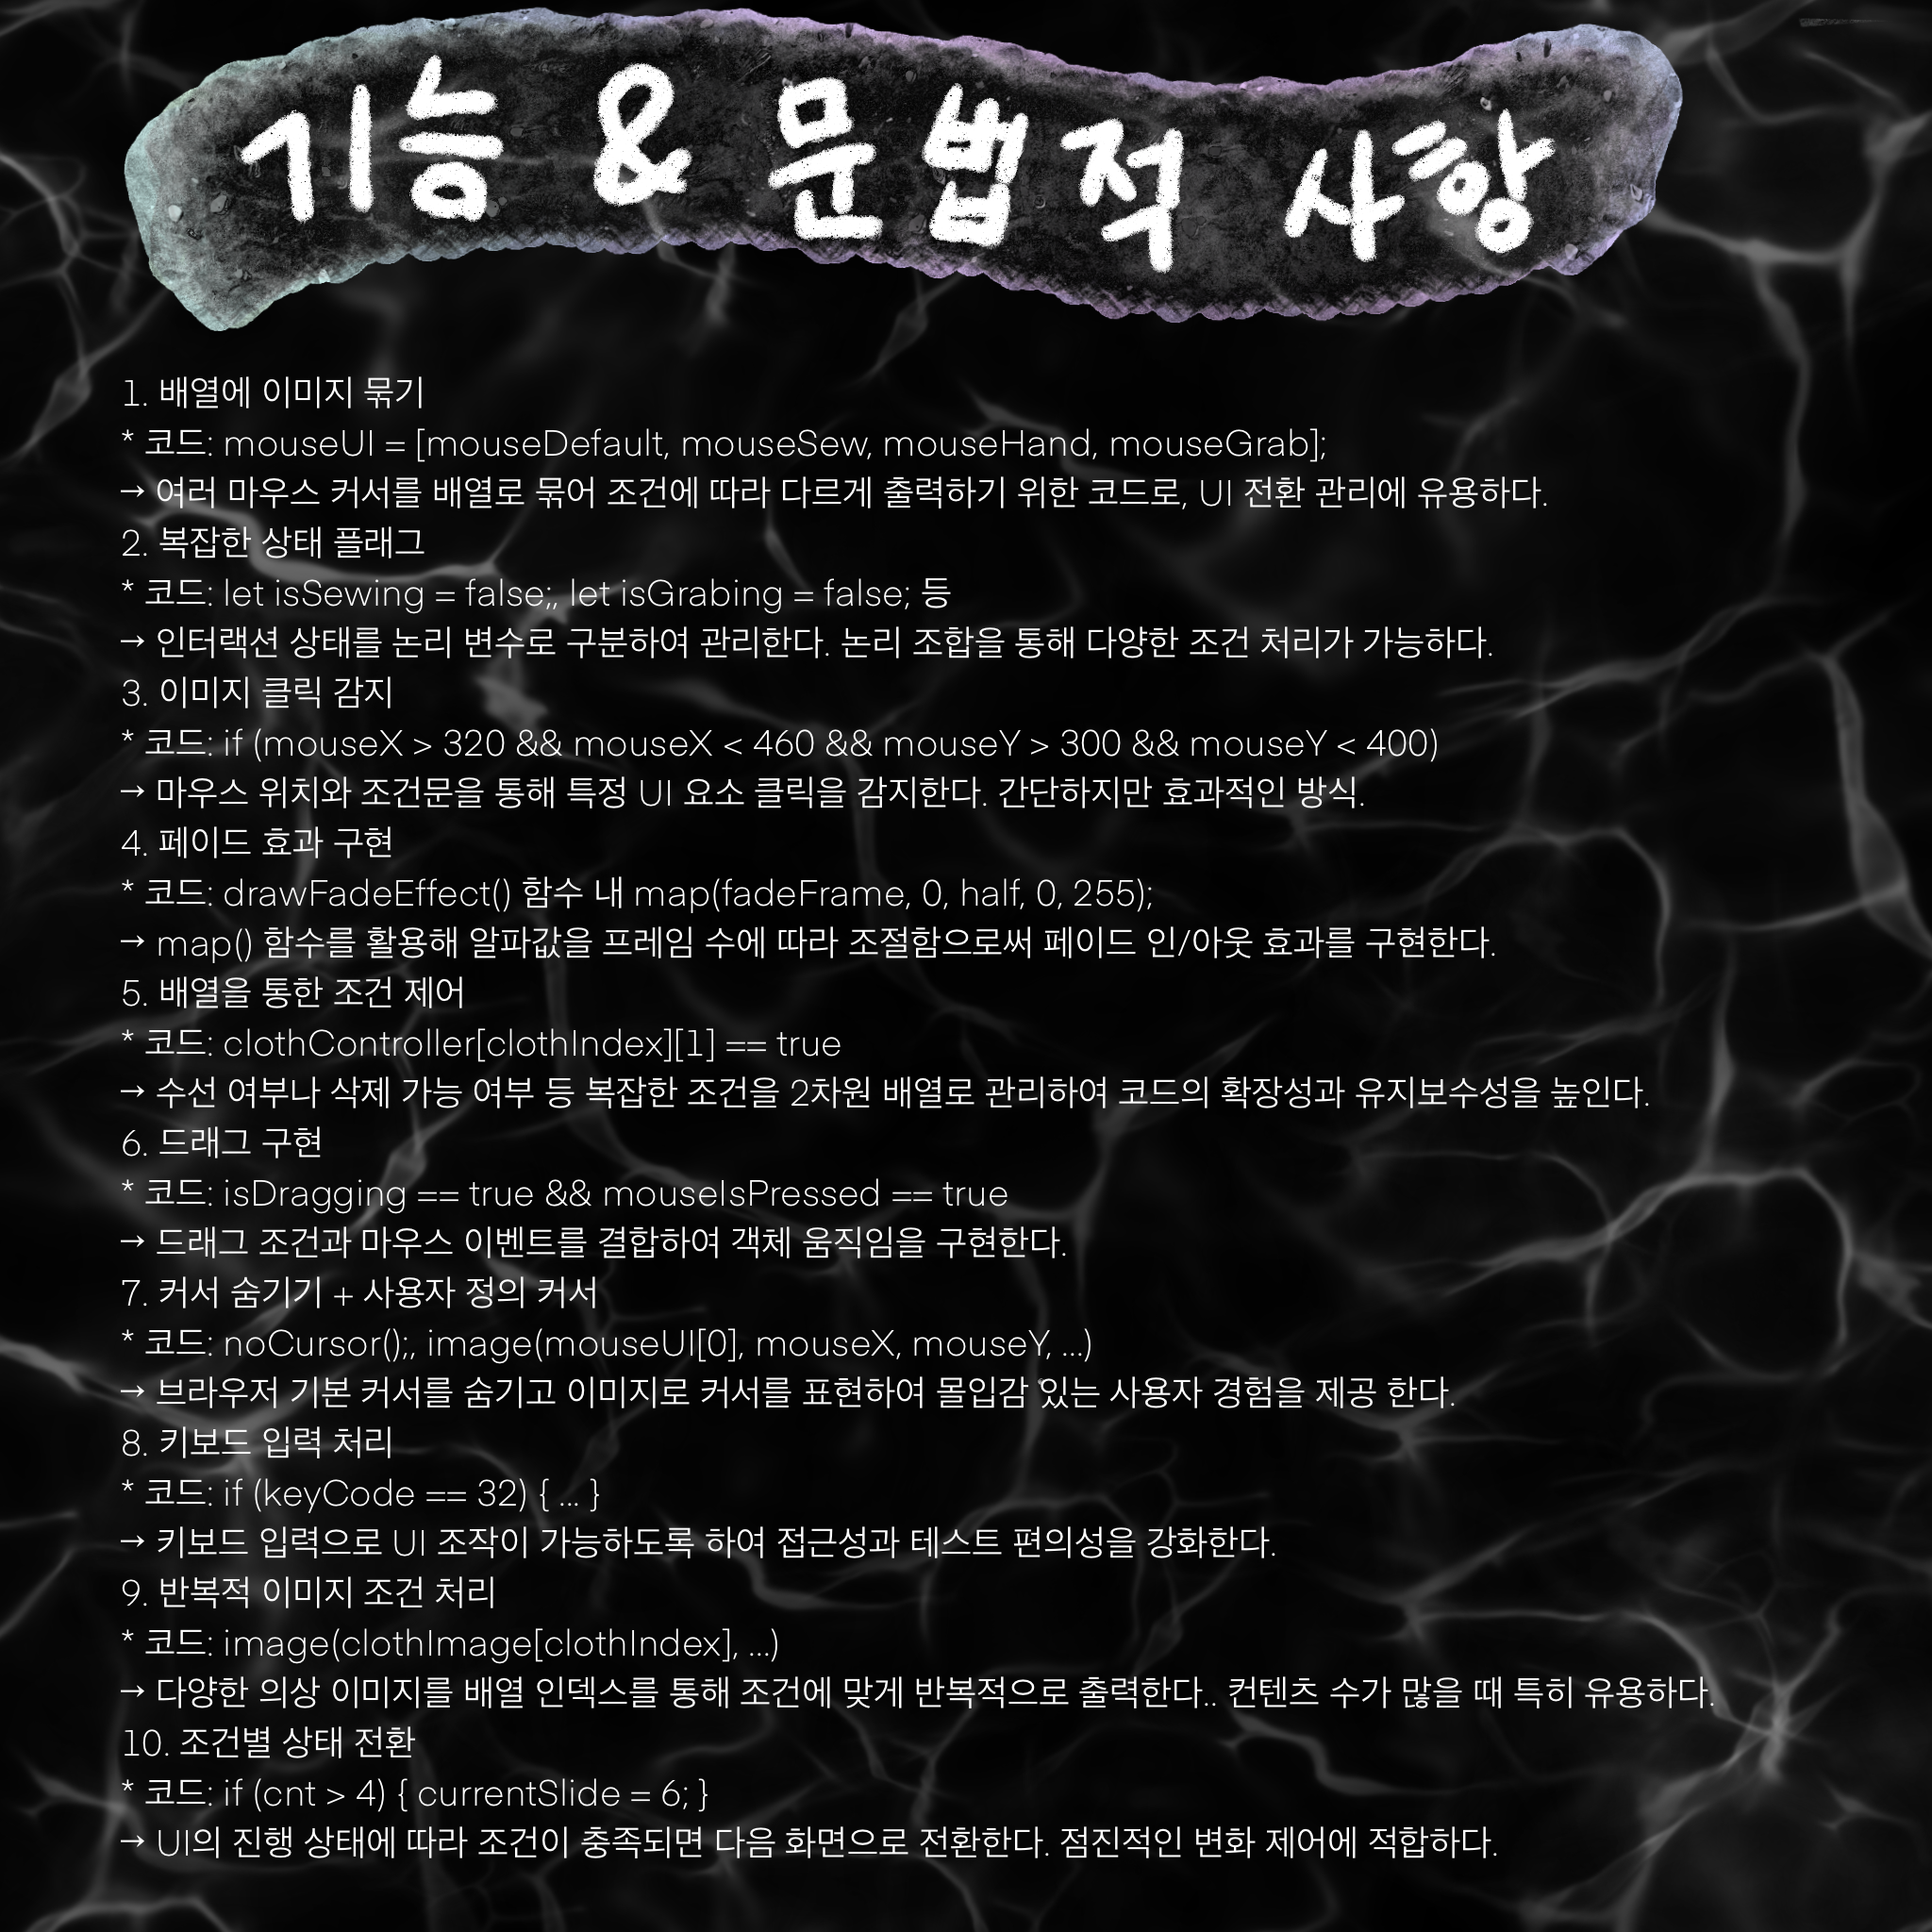 기능 & 문법적 사항
1. 배열에 이미지 묶기
* 코드: mouseUI = [mouseDefault, mouseSew, mouseHand, mouseGrab];
→ 여러 마우스 커서를 배열로 묶어 조건에 따라 다르게 출력하기 위한 코드로, UI 전환 관리에 유용하다.
2. 복잡한 상태 플래그
* 코드: let isSewing = false;, let isGrabing = false; 등
→ 인터랙션 상태를 논리 변수로 구분하여 관리한다. 논리 조합을 통해 다양한 조건 처리가 가능하다.
3. 이미지 클릭 감지
* 코드: if (mouseX > 320 && mouseX < 460 && mouseY > 300 && mouseY < 400)
→ 마우스 위치와 조건문을 통해 특정 UI 요소 클릭을 감지한다. 간단하지만 효과적인 방식.
4. 페이드 효과 구현
* 코드: drawFadeEffect() 함수 내 map(fadeFrame, 0, half, 0, 255);
→ map() 함수를 활용해 알파값을 프레임 수에 따라 조절함으로써 페이드 인/아웃 효과를 구현한다.
5. 배열을 통한 조건 제어
* 코드: clothController[clothIndex][1] == true
→ 수선 여부나 삭제 가능 여부 등 복잡한 조건을 2차원 배열로 관리하여 코드의 확장성과 유지보수성을 높인다.
6. 드래그 구현
* 코드: isDragging == true && mouseIsPressed == true
→ 드래그 조건과 마우스 이벤트를 결합하여 객체 움직임을 구현한다.
7. 커서 숨기기 + 사용자 정의 커서
* 코드: noCursor();, image(mouseUI[0], mouseX, mouseY, ...)
→ 브라우저 기본 커서를 숨기고 이미지로 커서를 표현하여 몰입감 있는 사용자 경험을 제공 한다.
8. 키보드 입력 처리
* 코드: if (keyCode == 32) { ... }
→ 키보드 입력으로 UI 조작이 가능하도록 하여 접근성과 테스트 편의성을 강화한다.
9. 반복적 이미지 조건 처리
* 코드: image(clothImage[clothIndex], ...)
→ 다양한 의상 이미지를 배열 인덱스를 통해 조건에 맞게 반복적으로 출력한다.. 컨텐츠 수가 많을 때 특히 유용하다.
10. 조건별 상태 전환
* 코드: if (cnt > 4) { currentSlide = 6; }
→ UI의 진행 상태에 따라 조건이 충족되면 다음 화면으로 전환한다. 점진적인 변화 제어에 적합하다.